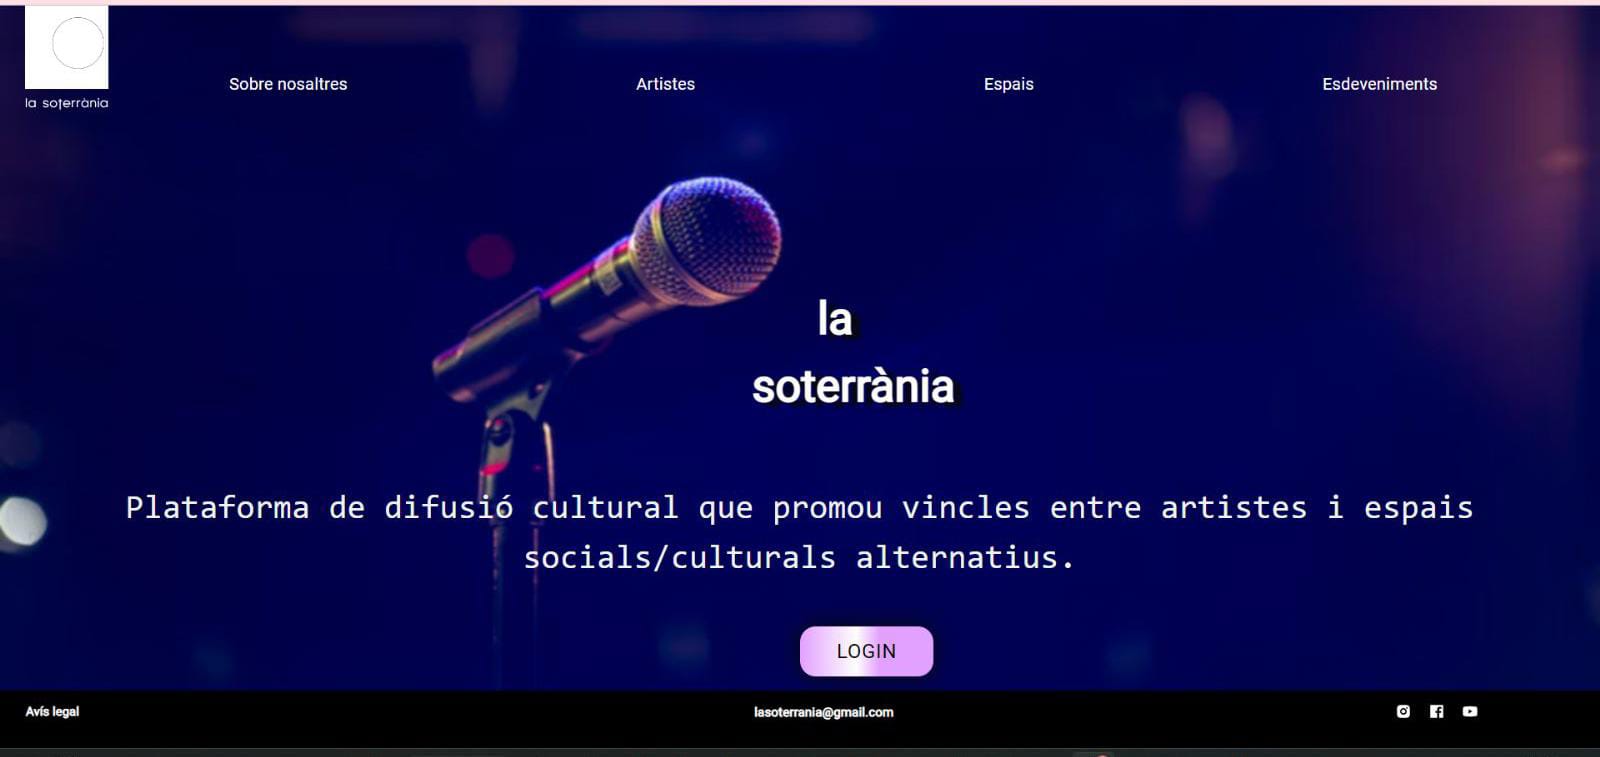 la soterrània
Sobre nosaltres
Artistes
Espais
Esdeveniments
la
soterrània
Plataforma de difusió cultural que promou vincles entre artistes i espais
socials/culturals alternatius.
LOGIN
Avís legal
lasoterrania@gmail.com